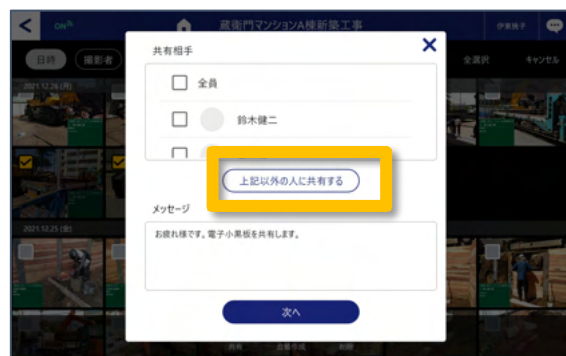 ON
蔵衛門マンションA棟新築工事
伊東桃子
日時
撮影者
全選択
キャンセル
2021.12.26 (月)
共有相手
全員
鈴木健二
上記以外の人に共有する
メッセージ
お疲れ様です。電子小黒板を共有します。
2021.12.25 (金)
次へ
共有
台帳作成
削除